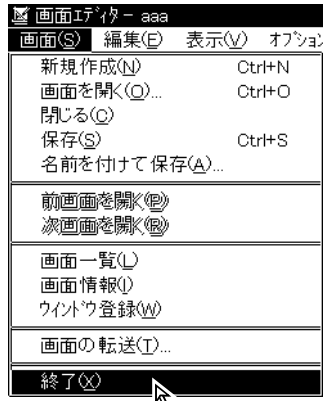 画面ｴﾃﾞｨﾀ - aaa
画面(S) 編集(E) 表示(V) ｵﾌﾟｼｮﾝ
新規作成(N) Ctrl+N
画面を開く(O)... Ctrl+O
閉じる(C)
保存(S) Ctrl+S
名前を付けて保存(A)...
前画面を開く(P)
次画面を開く(R)
画面一覧(L)
画面情報(I)
ｳｲﾝﾄﾞｳ登録(W)
画面の転送(T)...
終了(X)